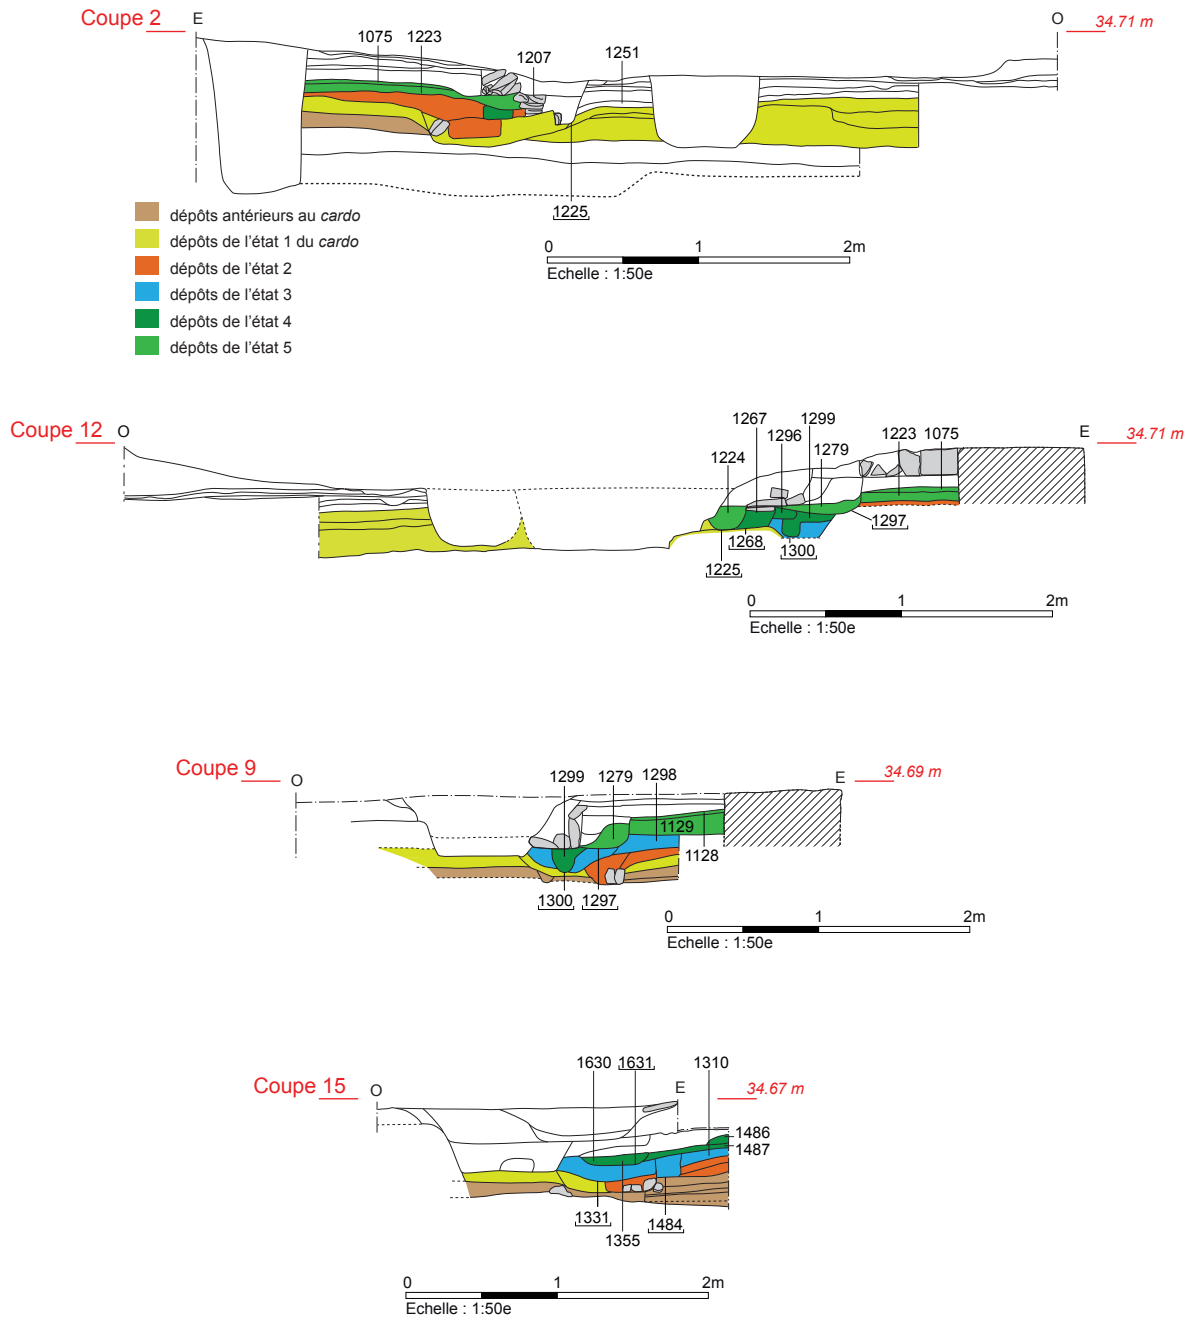 Coupe 2
E
O
34.71 m
1075
1223
1207
1251
1225
dépôts antérieurs au cardo
dépôts de l'état 1 du cardo
dépôts de l'état 2
dépôts de l'état 3
dépôts de l'état 4
dépôts de l'état 5
0 1 2m
Echelle : 1:50e
Coupe 12
O
E
34.71 m
1267
1299
1296
1224
1279
1223
1075
1297
1268
1300
1225
0 1 2m
Echelle : 1:50e
Coupe 9
O
E
34.69 m
1299
1279
1298
1129
1128
1300
1297
0 1 2m
Echelle : 1:50e
Coupe 15
O
E
34.67 m
1630
1631
1310
1486
1487
1331
1484
1355
0 1 2m
Echelle : 1:50e